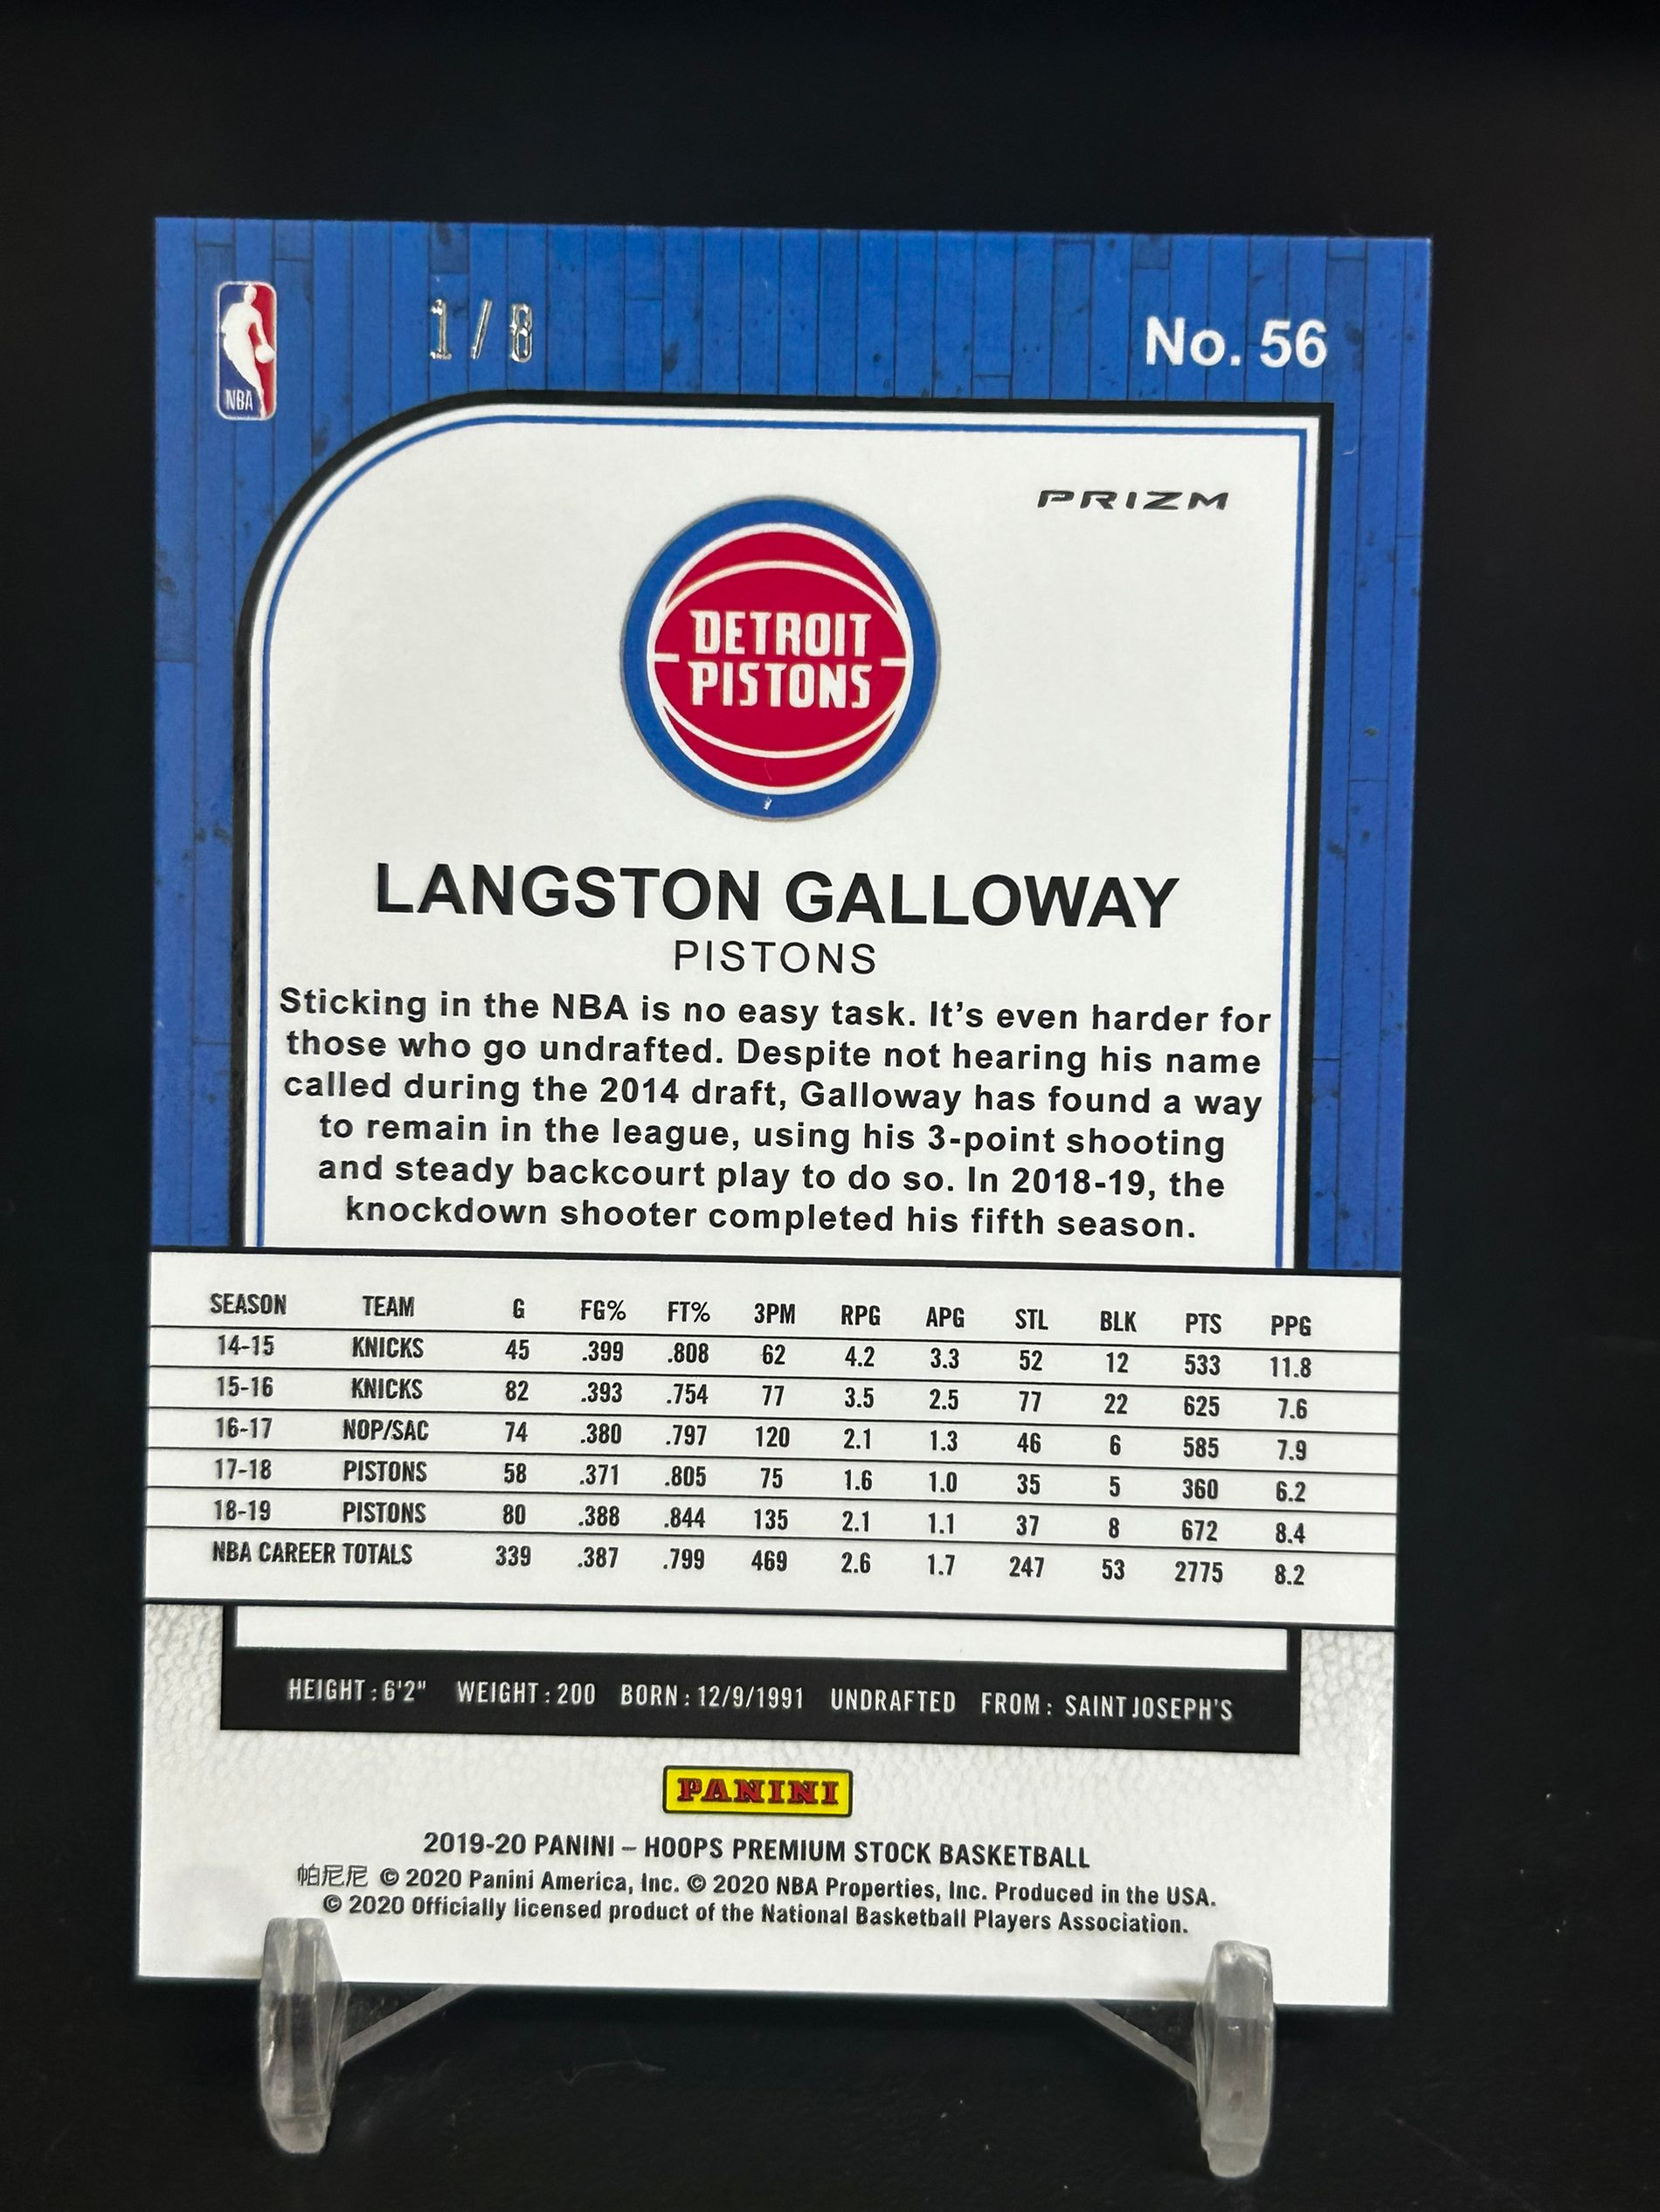 1/8
No. 56
NBA
PRIZM
DETROIT
PISTONS
LANGSTON GALLOWAY
PISTONS
Sticking in the NBA is no easy task. It's even harder for
those who go undrafted. Despite not hearing his name
called during the 2014 draft, Galloway has found a way
to remain in the league, using his 3-point shooting
and steady backcourt play to do so. In 2018-19, the
knockdown shooter completed his fifth season.
SEASON TEAM G FG% FT% 3PM RPG APG STL BLK PTS PPG
14-15 KNICKS 45 .399 .808 62 4.2 3.3 52 12 533 11.8
15-16 KNICKS 82 .393 .754 77 3.5 2.5 77 22 625 7.6
16-17 NOP/SAC 74 .380 .797 120 2.1 1.3 46 6 585 7.9
17-18 PISTONS 58 .371 .805 75 1.6 1.0 35 5 360 6.2
18-19 PISTONS 80 .388 .844 135 2.1 1.1 37 8 672 8.4
NBA CAREER TOTALS 339 .387 .799 469 2.6 1.7 247 53 2775 8.2
HEIGHT: 6'2" WEIGHT: 200 BORN: 12/9/1991 UNDRAFTED FROM: SAINT JOSEPH'S
PANINI
2019-20 PANINI – HOOPS PREMIUM STOCK BASKETBALL
帕尼尼 © 2020 Panini America, Inc. © 2020 NBA Properties, Inc. Produced in the USA.
© 2020 Officially licensed product of the National Basketball Players Association.